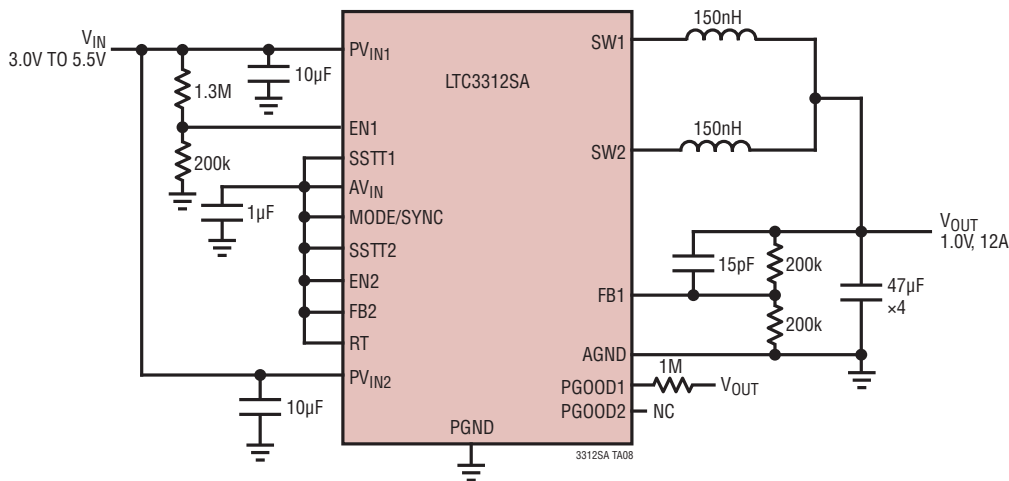 VIN
3.0V TO 5.5V
1.3M
200k
10µF
1µF
10µF
LTC3312SA
PVIN1
EN1
SSTT1
AVIN
MODE/SYNC
SSTT2
EN2
FB2
RT
PVIN2
PGND
SW1
SW2
FB1
AGND
PGOOD1
PGOOD2
150nH
150nH
15pF
200k
200k
VOUT
1.0V, 12A
47µF
×4
1M
VOUT
NC
3312SA TA08